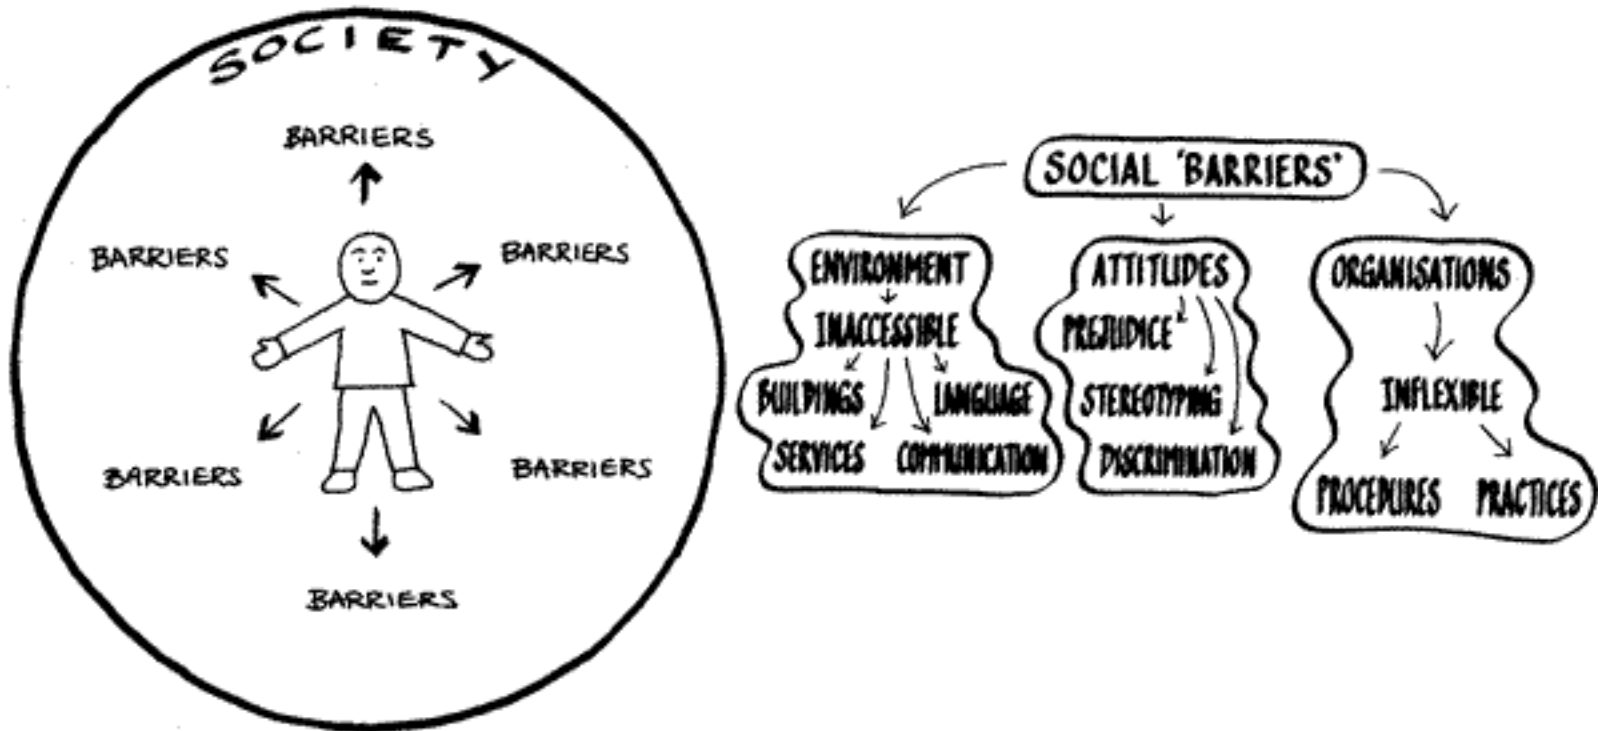 SOCIETY
BARRIERS
BARRIERS BARRIERS
BARRIERS BARRIERS
BARRIERS
SOCIAL 'BARRIERS'
ENVIRONMENT
INACCESSIBLE
BUILDINGS LANGUAGE
SERVICES COMMUNICATION
ATTITUDES
PREJUDICE
STEREOTYPING
DISCRIMINATION
ORGANISATIONS
INFLEXIBLE
PROCEDURES PRACTICES